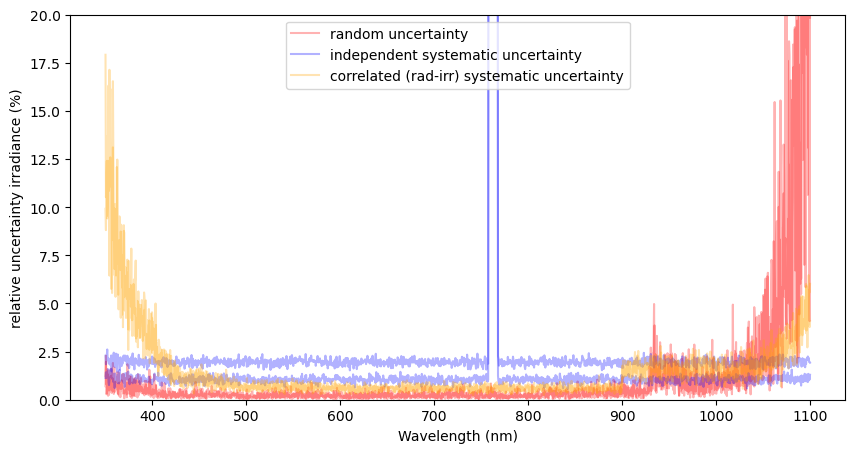 random uncertainty
independent systematic uncertainty
correlated (rad-irr) systematic uncertainty
relative uncertainty irradiance (%)
20.0
17.5
15.0
12.5
10.0
7.5
5.0
2.5
0.0
400 500 600 700 800 900 1000 1100
Wavelength (nm)